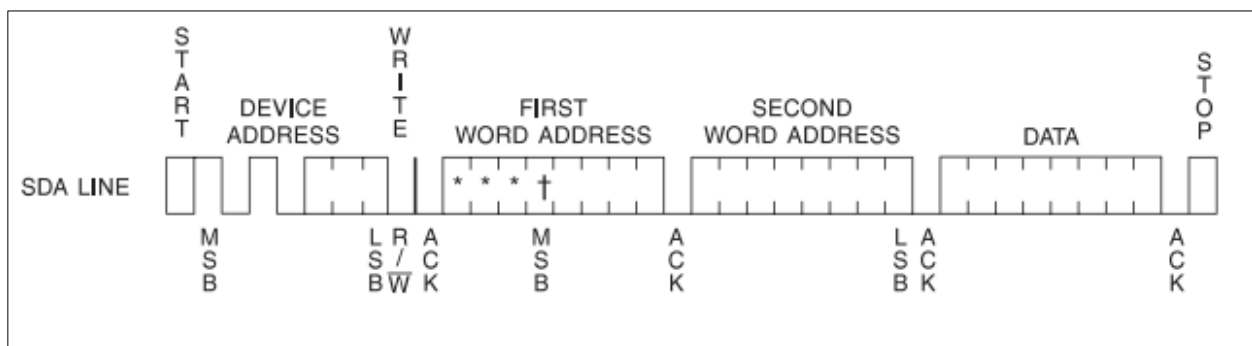 START
WRITE
STOP
DEVICE
ADDRESS
FIRST
WORD ADDRESS
SECOND
WORD ADDRESS
DATA
SDA LINE
* * * †
MSB
LSB
R/W̅
ACK
MSB
ACK
LSB
ACK
ACK